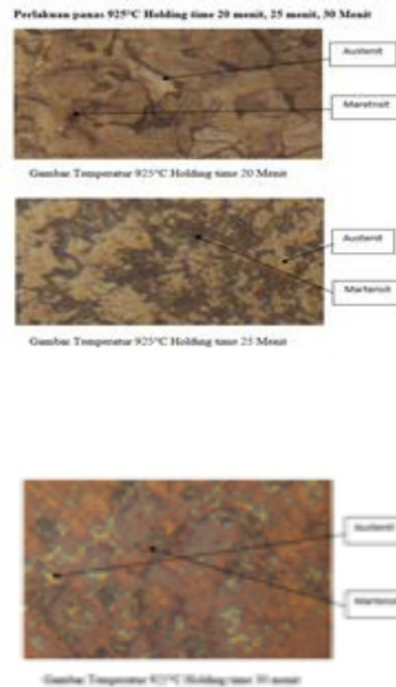 Perlakuan panas 925°C Holding time 20 menit, 25 menit, 30 Menit
Austenit
Maretnsit
Gambar. Temperatur 925°C Holding time 20 Menit
Austenit
Martensit
Gambar. Temperatur 925°C Holding time 25 Menit
Austenit
Martensit
Gambar. Temperatur 925°C Holding time 30 menit